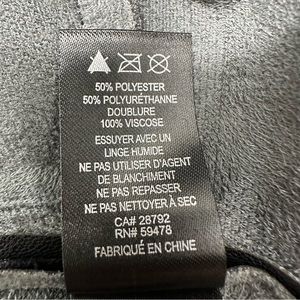 50% POLYESTER
50% POLYURÉTHANNE
DOUBLURE
100% VISCOSE
ESSUYER AVEC UN
LINGE HUMIDE
NE PAS UTILISER D'AGENT
DE BLANCHIMENT
NE PAS REPASSER
NE PAS NETTOYER À SEC
CA# 28792
RN# 59478
FABRIQUÉ EN CHINE